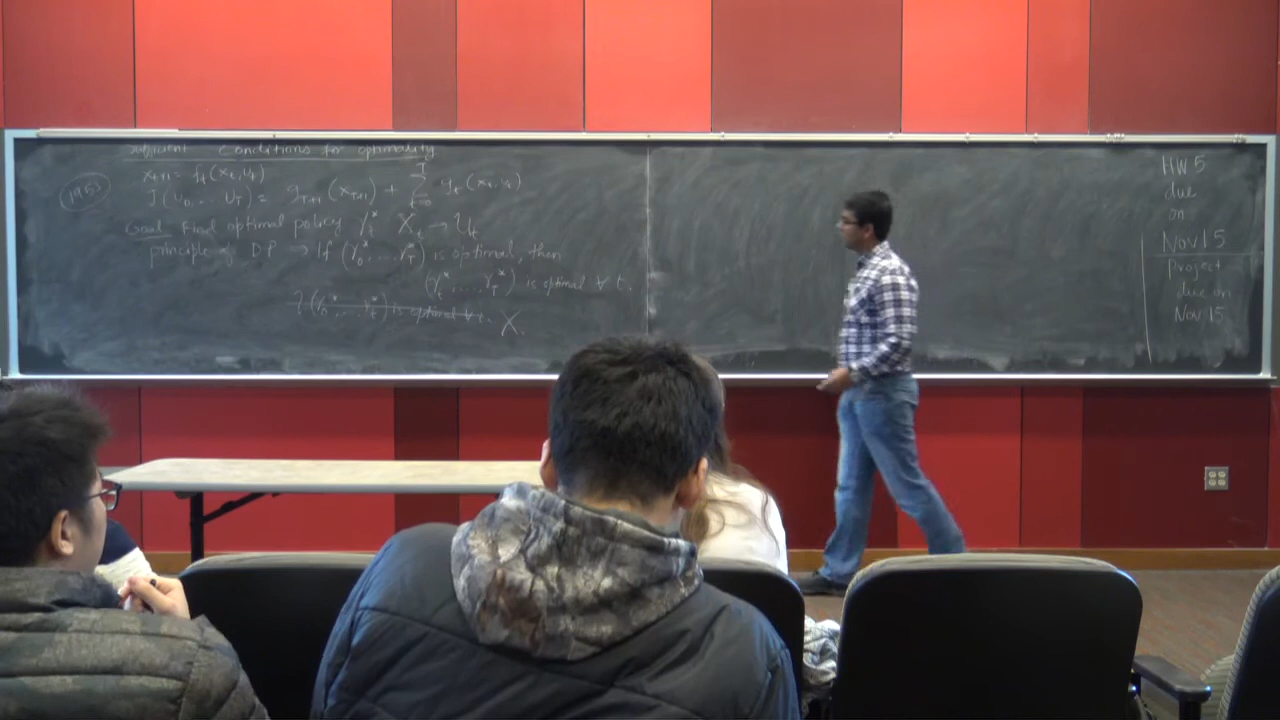 sufficient conditions for optimality
1953
x_{t+1} = f_t(x_t, u_t)
J(u_0, ... u_T) = g_{T+1}(x_{T+1}) + \sum_{t=0}^{T} g_t(x_t, u_t)
Goal Find optimal policy γ_t^* X_t → U_t
principle of DP → If (γ_0^*, ..., γ_T^*) is optimal, then
(γ_t^*, ..., γ_T^*) is optimal ∀ t.
(γ_0^*, ..., γ_t^*) is optimal ∀ t. X.
HW 5
due
on
Nov 15
Project
due on
Nov 15